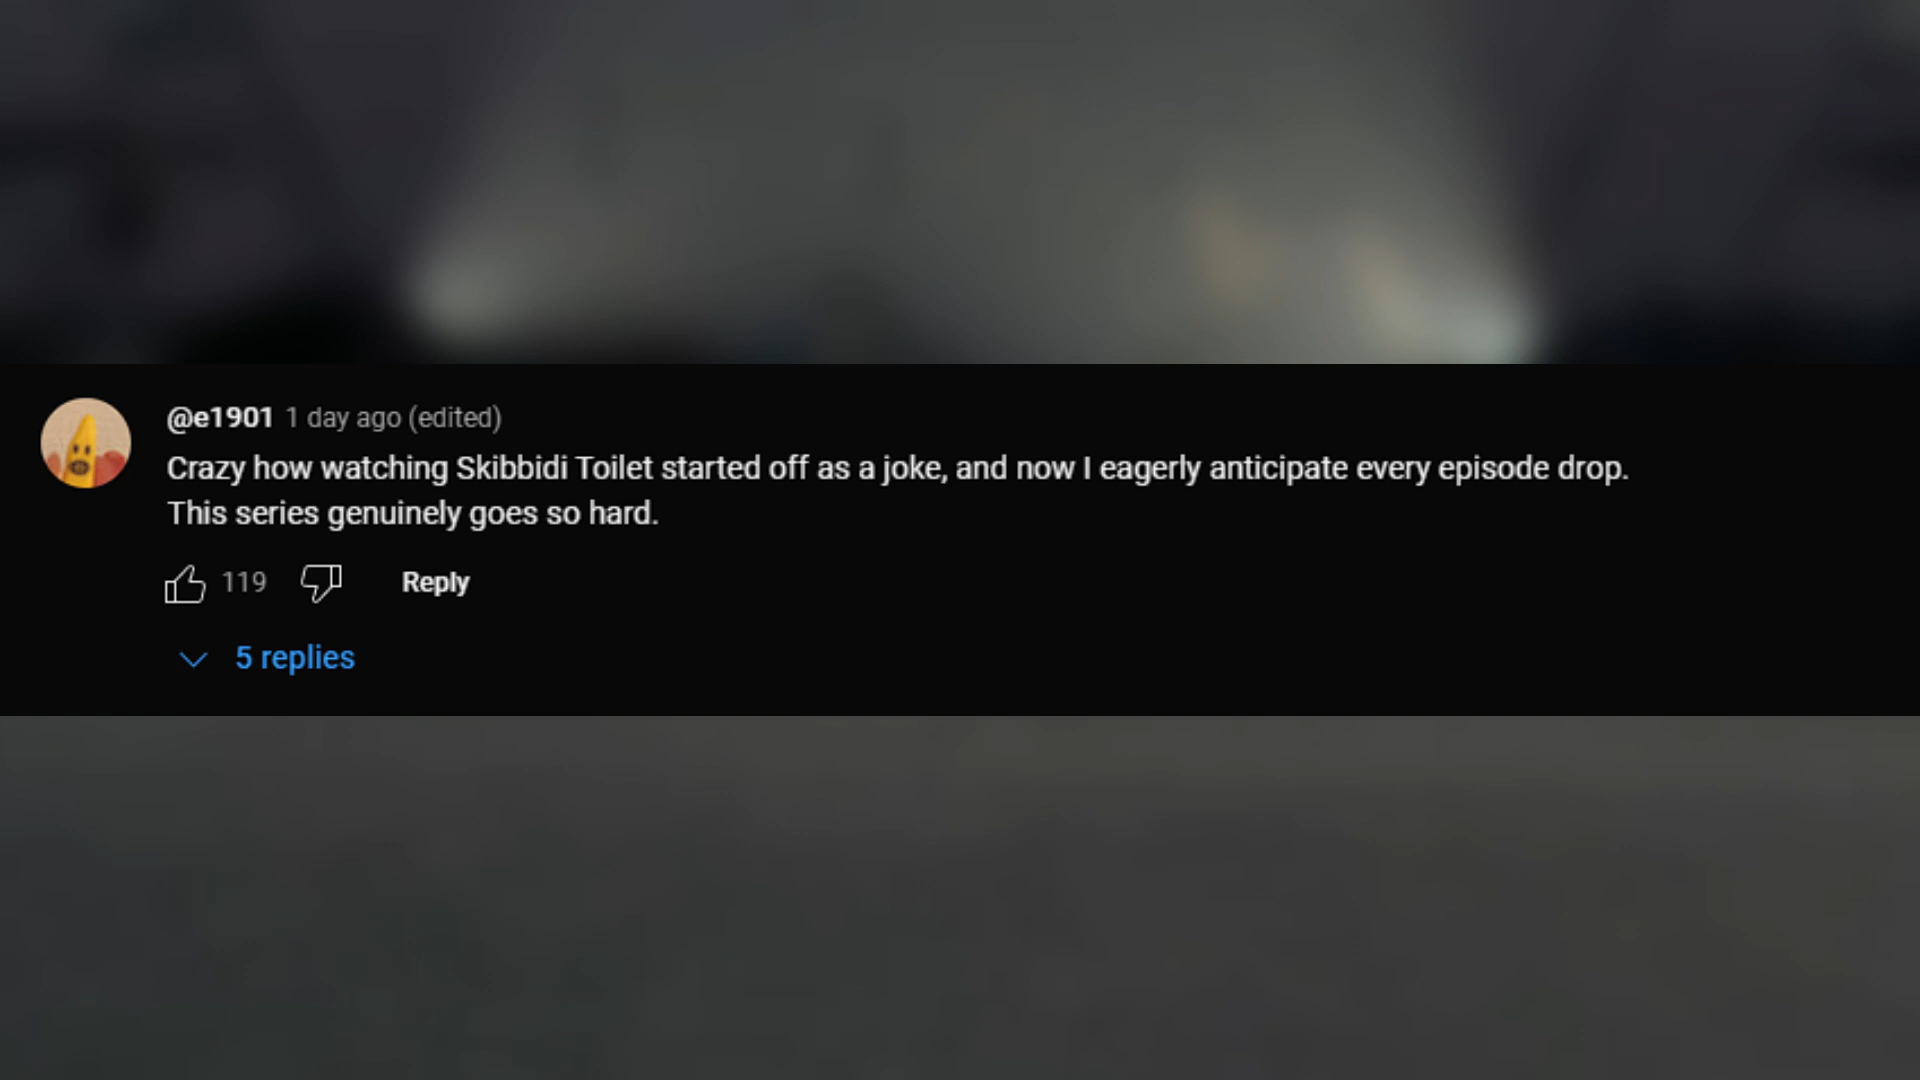 @e1901 1 day ago (edited)
Crazy how watching Skibbidi Toilet started off as a joke, and now I eagerly anticipate every episode drop.
This series genuinely goes so hard.
119 Reply
5 replies